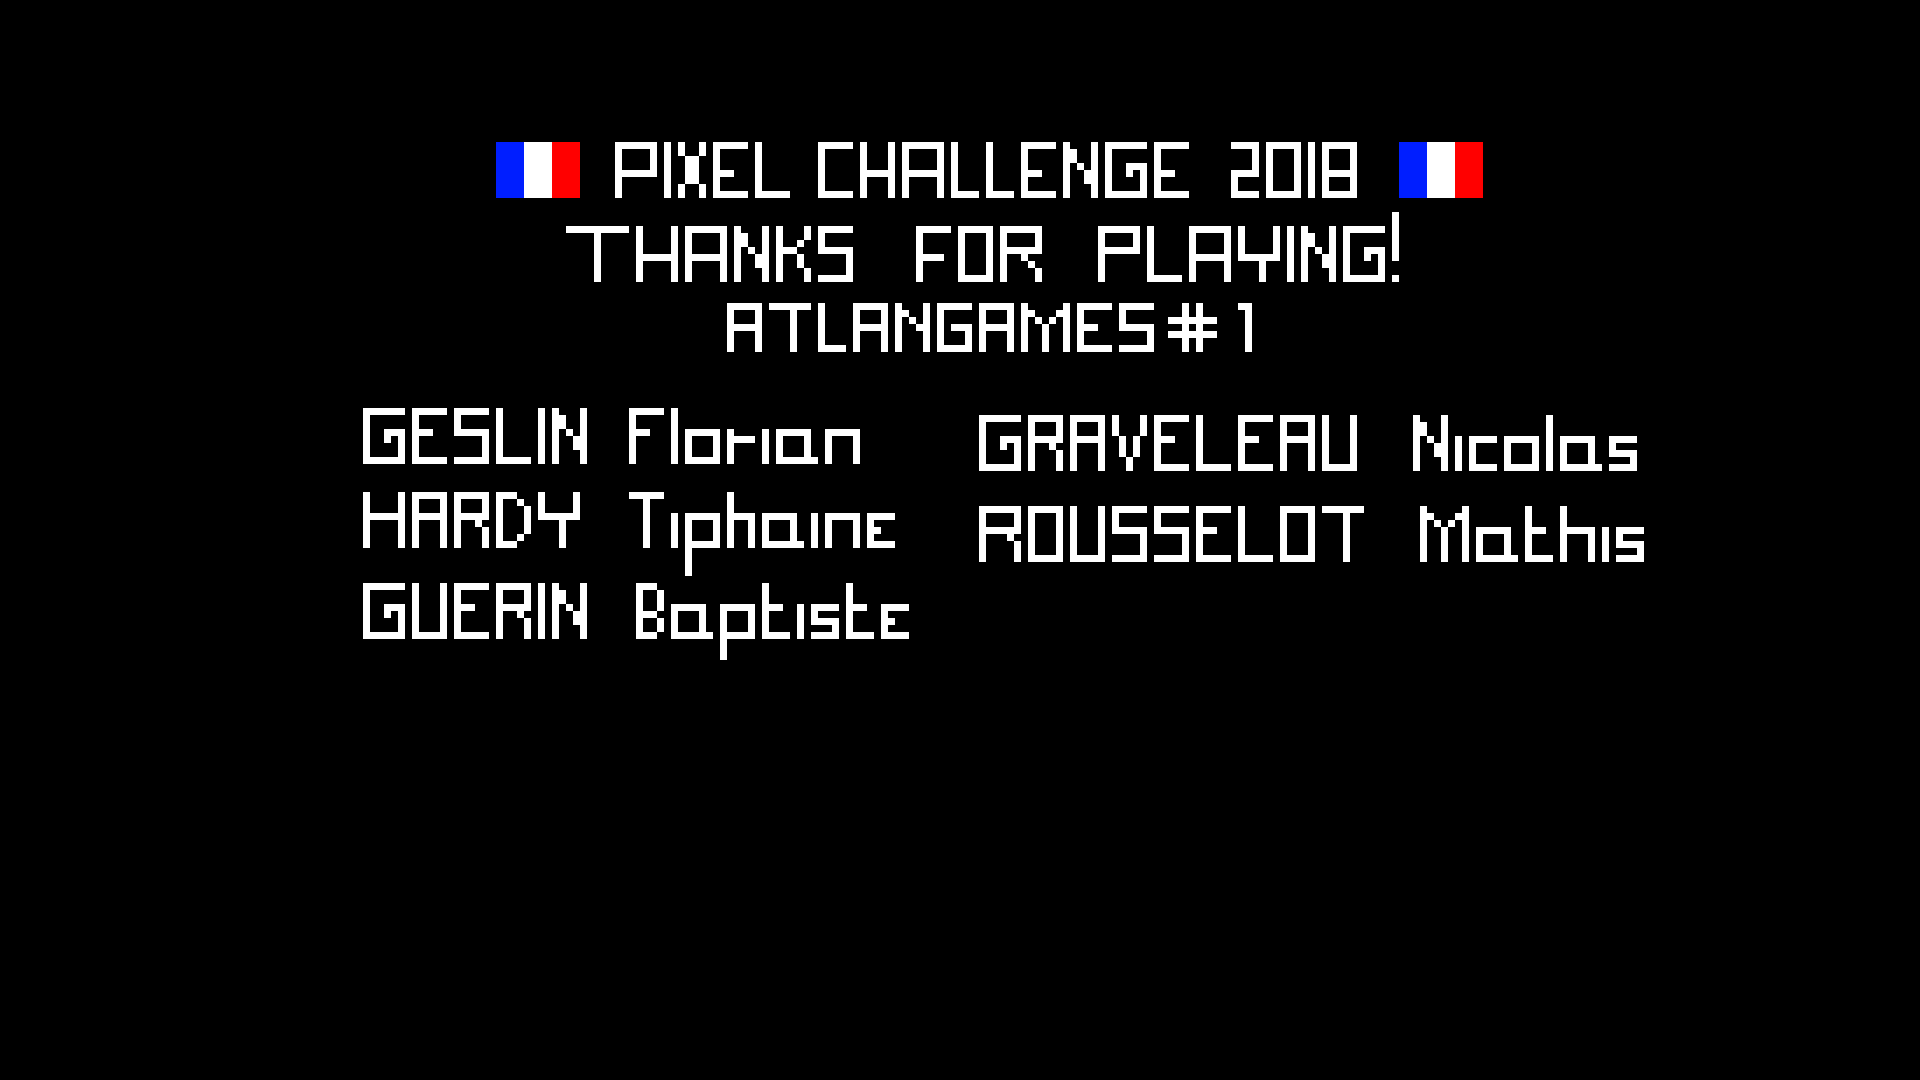 PIXEL CHALLENGE 2018
THANKS FOR PLAYING!
ATLANGAMES#1
GESLIN Florian
HARDY Tiphaine
GUERIN Baptiste
GRAVELEAU Nicolas
ROUSSELOT Mathis